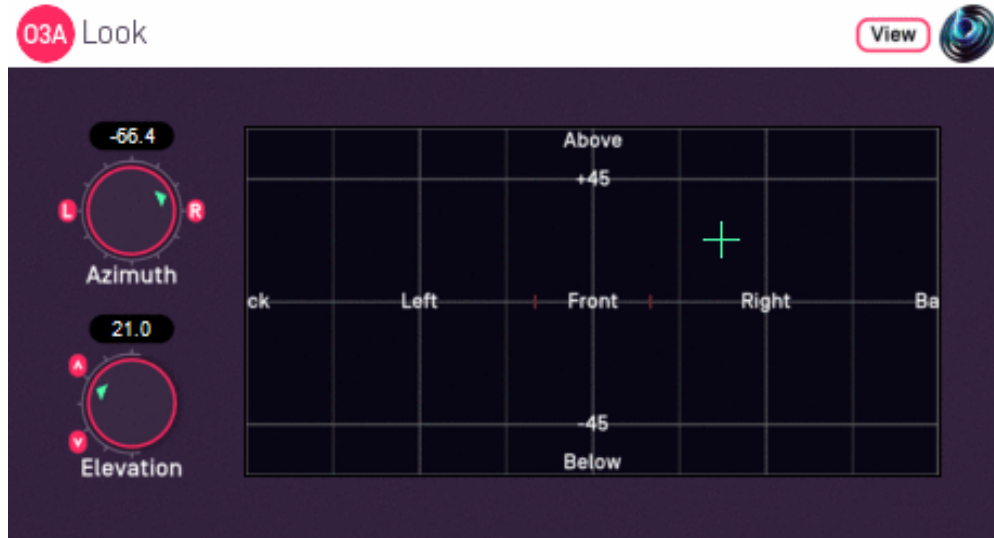 O3A Look
View
-66.4
L R
Azimuth
21.0
Elevation
Above
+45
ck Left Front Right Ba
-45
Below